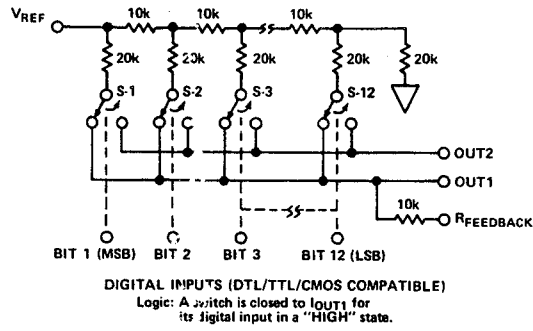 VREF
10k 10k 10k
20k 20k 20k 20k 20k
S-1 S-2 S-3 S-12
OUT2
OUT1
10k
RFEEDBACK
BIT 1 (MSB) BIT 2 BIT 3 BIT 12 (LSB)
DIGITAL INPUTS (DTL/TTL/CMOS COMPATIBLE)
Logic: A switch is closed to IOUT1 for
its digital input in a "HIGH" state.